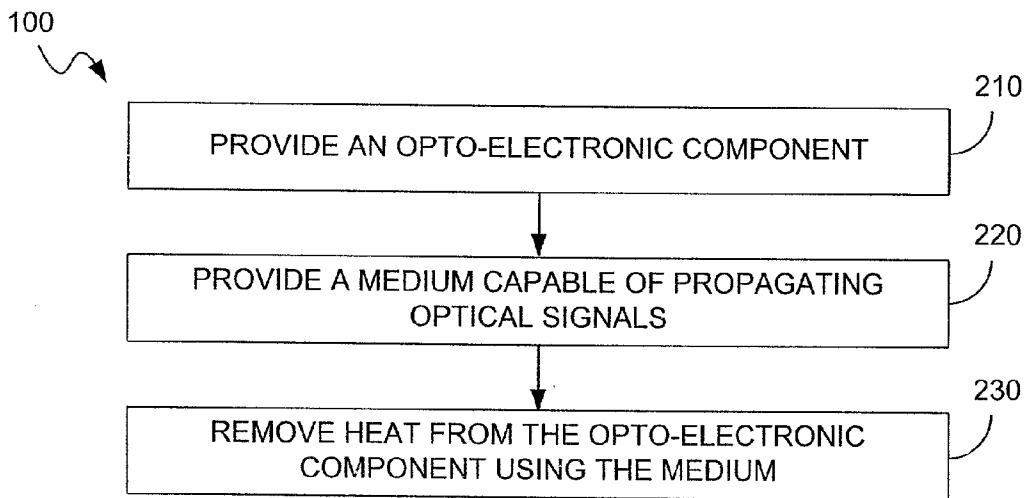 100
210
PROVIDE AN OPTO-ELECTRONIC COMPONENT
220
PROVIDE A MEDIUM CAPABLE OF PROPAGATING
OPTICAL SIGNALS
230
REMOVE HEAT FROM THE OPTO-ELECTRONIC
COMPONENT USING THE MEDIUM